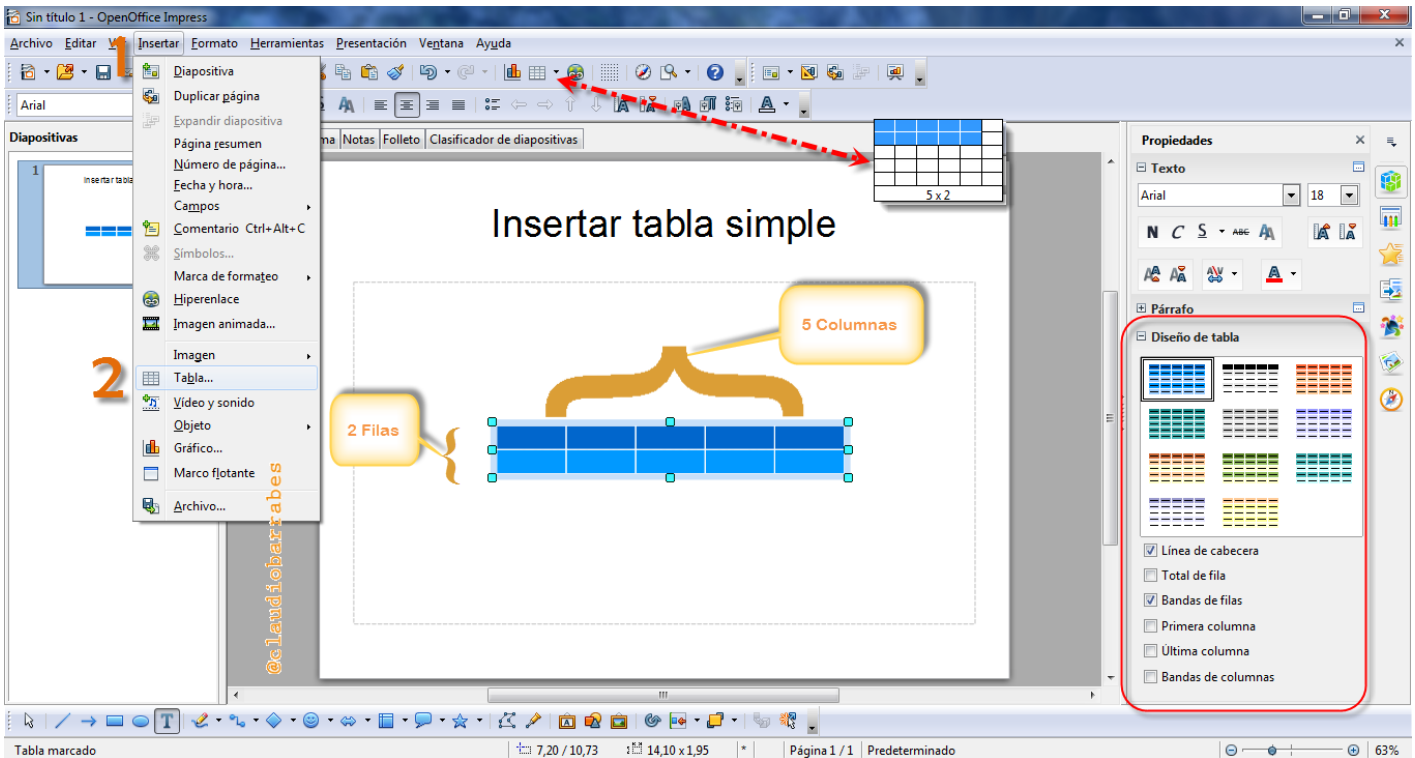 Sin título 1 - OpenOffice Impress
Archivo Editar Insertar Formato Herramientas Presentación Ventana Ayuda
1
Arial
Diapositiva
Duplicar página
Expandir diapositiva
Página resumen
Número de página...
Fecha y hora...
Campos
Comentario Ctrl+Alt+C
Símbolos...
Marca de formateo
Hiperenlace
Imagen animada...
Imagen
2
Tabla...
Vídeo y sonido
Objeto
Gráfico...
Marco flotante
Archivo...
Diapositivas
1
Insertar tabla
ma Notas Folleto Clasificador de diapositivas
5 x 2
Insertar tabla simple
5 Columnas
2 Filas
@claudiobarrabes
Propiedades
Texto
Arial 18
N C S ABC A
Párrafo
Diseño de tabla
Línea de cabecera
Total de fila
Bandas de filas
Primera columna
Última columna
Bandas de columnas
Tabla marcado 7,20 / 10,73 14,10 x 1,95 * Página 1 / 1 Predeterminado 63%